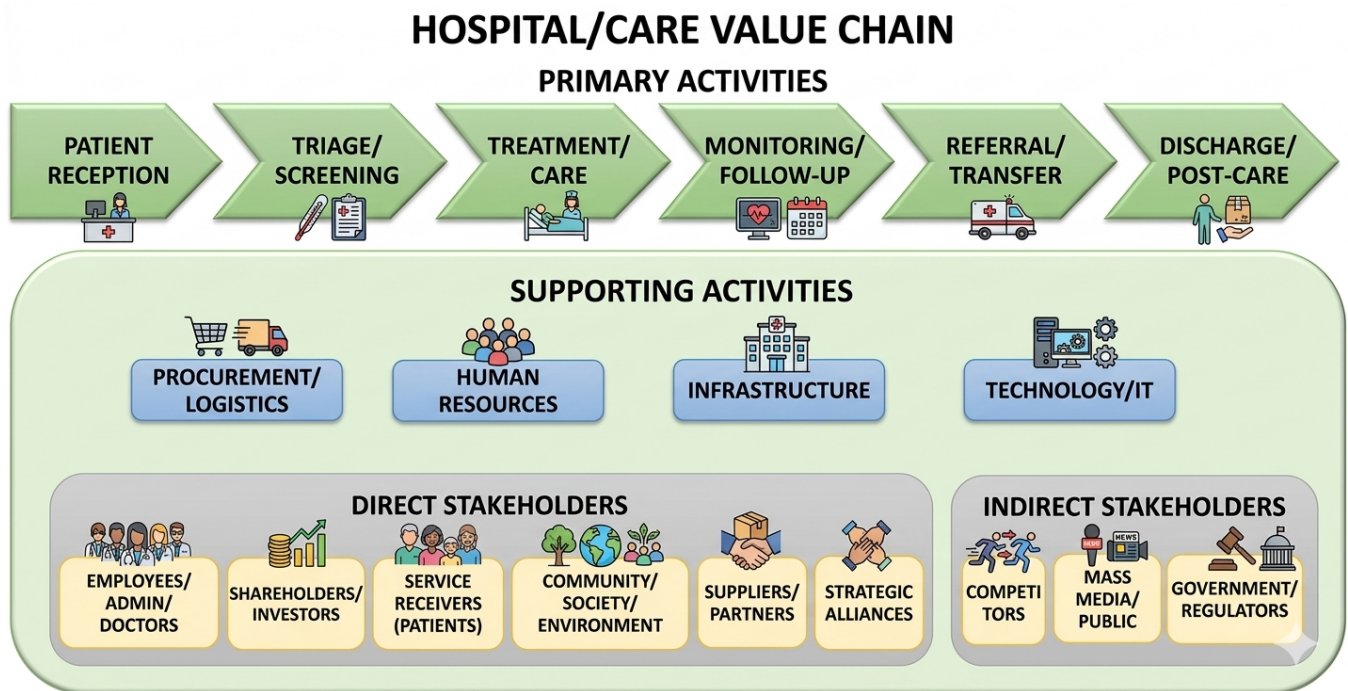 HOSPITAL/CARE VALUE CHAIN
PRIMARY ACTIVITIES
PATIENT
RECEPTION
TRIAGE/
SCREENING
TREATMENT/
CARE
MONITORING/
FOLLOW-UP
REFERRAL/
TRANSFER
DISCHARGE/
POST-CARE
SUPPORTING ACTIVITIES
PROCUREMENT/
LOGISTICS
HUMAN
RESOURCES
INFRASTRUCTURE
TECHNOLOGY/IT
DIRECT STAKEHOLDERS
EMPLOYEES/
ADMIN/
DOCTORS
SHAREHOLDERS/
INVESTORS
SERVICE
RECEIVERS
(PATIENTS)
COMMUNITY/
SOCIETY/
ENVIRONMENT
SUPPLIERS/
PARTNERS
STRATEGIC
ALLIANCES
INDIRECT STAKEHOLDERS
COMPETI
TORS
NEWS
MASS
MEDIA/
PUBLIC
GOVERNMENT/
REGULATORS